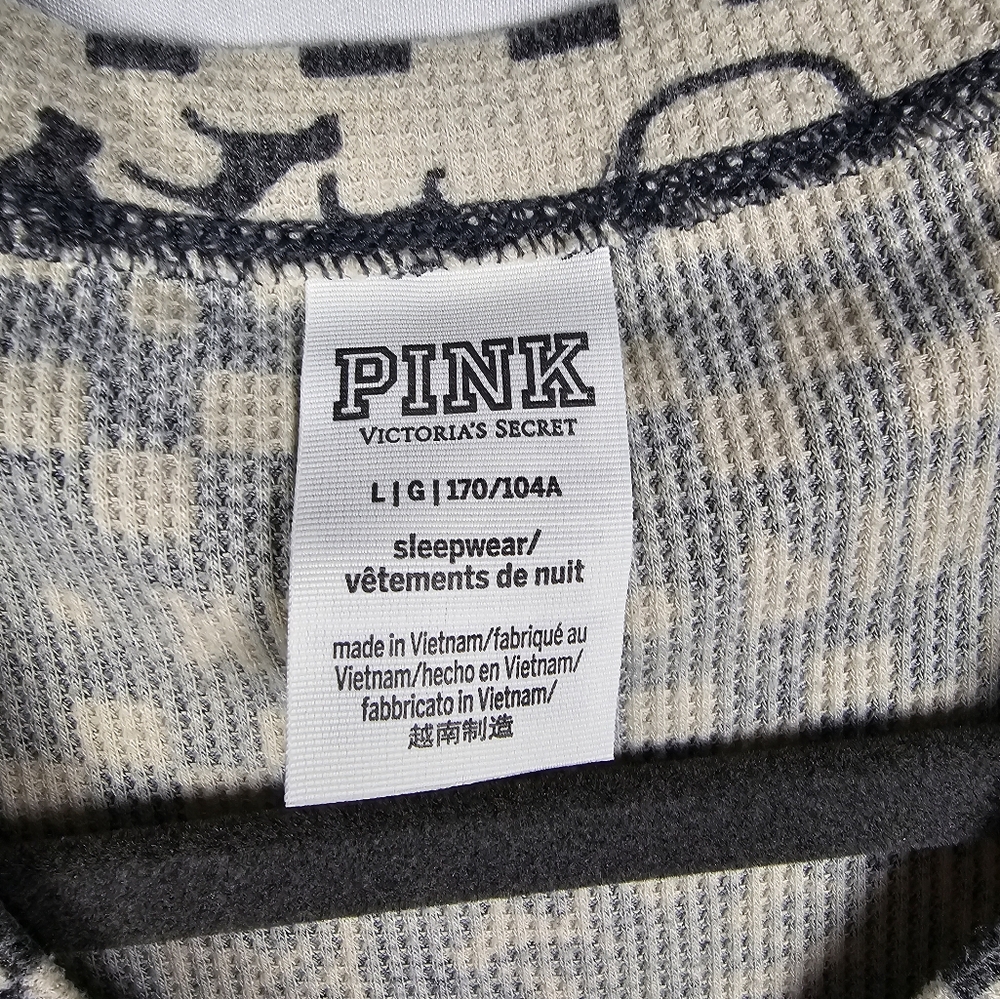 PINK
VICTORIA'S SECRET
L | G | 170/104A
sleepwear/
vêtements de nuit
made in Vietnam/fabriqué au
Vietnam/hecho en Vietnam/
fabbricato in Vietnam/
越南制造